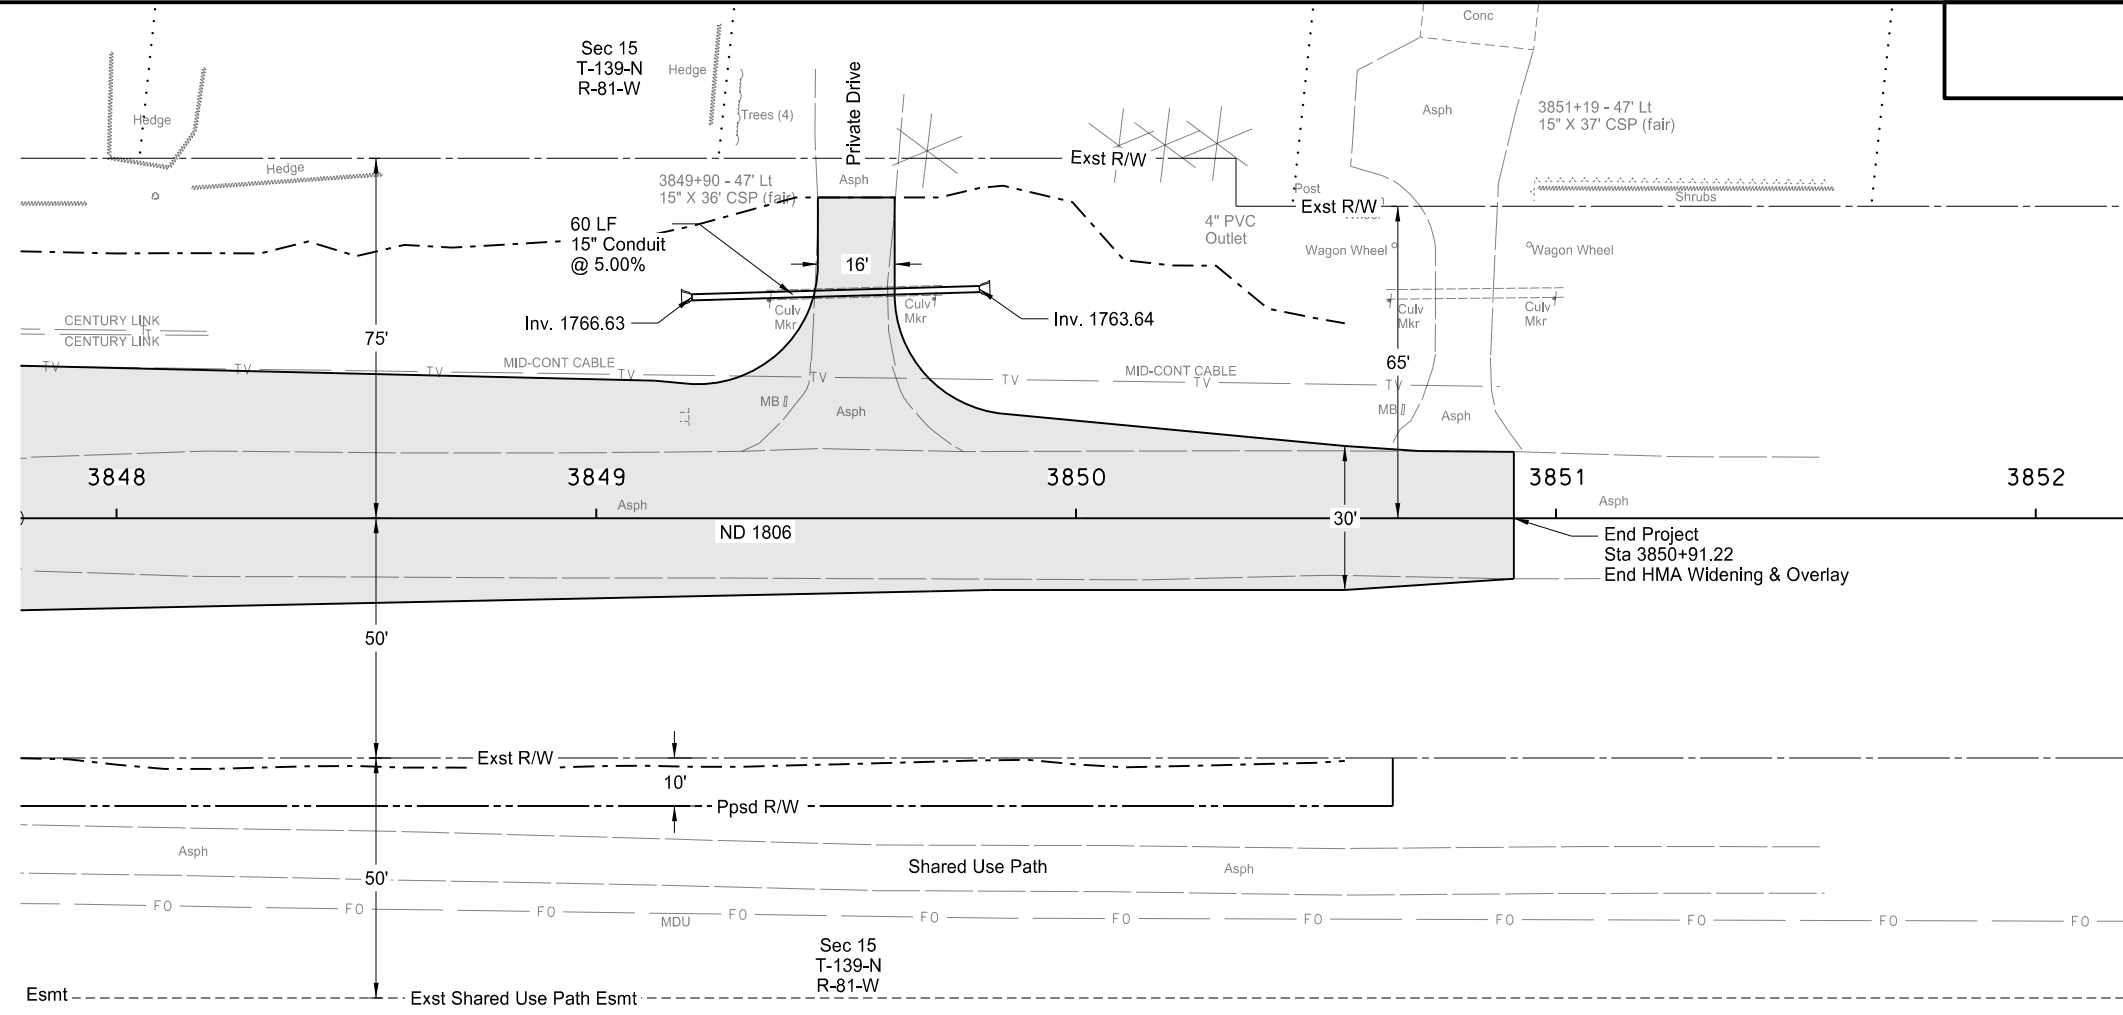 Conc
Sec 15
T-139-N
R-81-W
Hedge
Private Drive
Hedge
Trees (4)
Asph
3851+19 - 47' Lt
15" X 37' CSP (fair)
Exst R/W
Hedge
3849+90 - 47' Lt
15" X 36' CSP (fair)
Asph
Post
Shrubs
Exst R/W
60 LF
15" Conduit
@ 5.00%
4" PVC
Outlet
Wagon Wheel
Wagon Wheel
16'
Culv
Mkr
Culv
Mkr
Culv
Mkr
Culv
Mkr
Inv. 1766.63
Inv. 1763.64
CENTURY LINK
T
CENTURY LINK
75'
65'
MID-CONT CABLE
MID-CONT CABLE
TV
TV
TV
TV
TV
TV
TV
TV
MB
Asph
MB
Asph
3848
3849
3850
3851
3852
Asph
Asph
ND 1806
30'
End Project
Sta 3850+91.22
End HMA Widening & Overlay
50'
Exst R/W
10'
Ppsd R/W
Asph
Shared Use Path
Asph
50'
FO
FO
FO
FO
FO
FO
FO
FO
FO
FO
FO
MDU
Sec 15
T-139-N
R-81-W
Esmt
Exst Shared Use Path Esmt